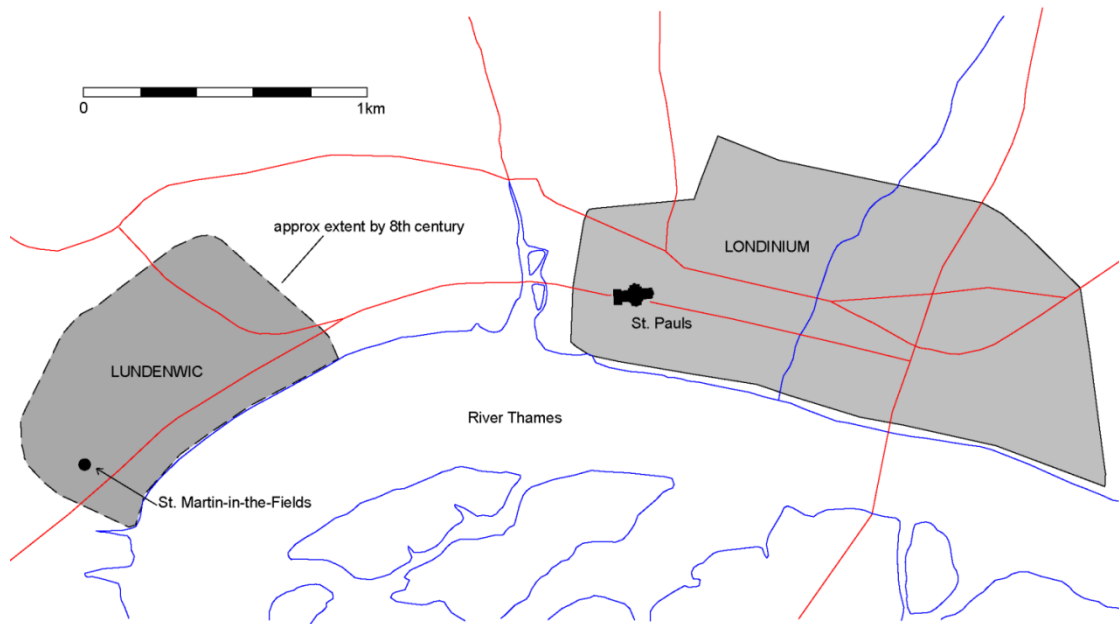 0 1km
approx extent by 8th century
LONDINIUM
St. Pauls
LUNDENWIC
River Thames
St. Martin-in-the-Fields